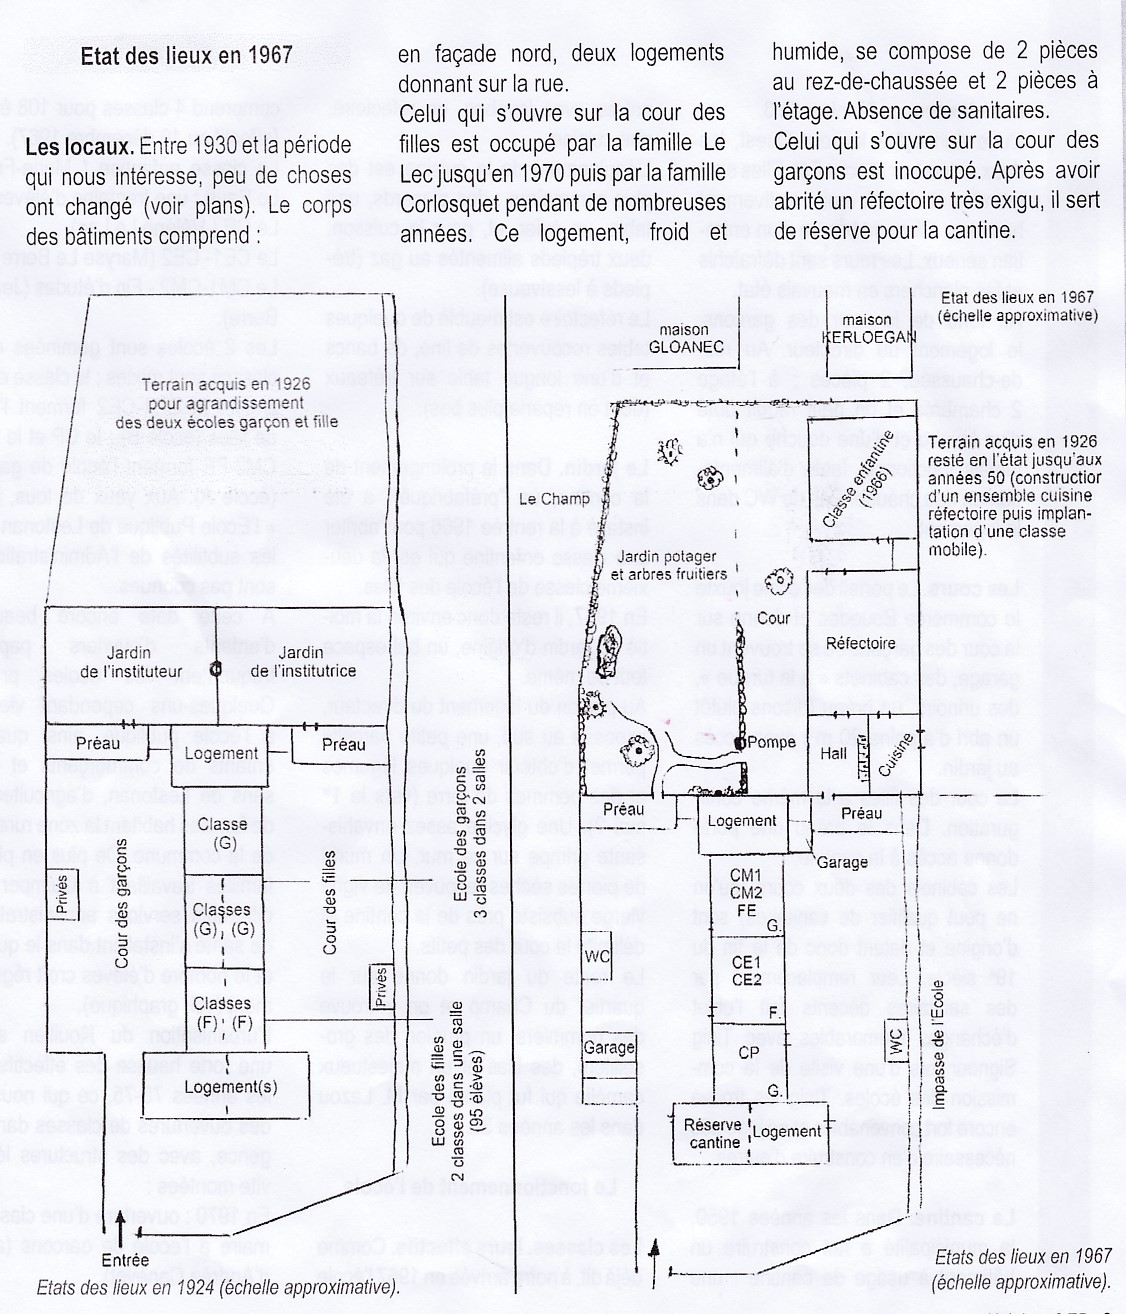 Etat des lieux en 1967
Les locaux. Entre 1930 et la période
qui nous intéresse, peu de choses
ont changé (voir plans). Le corps
des bâtiments comprend :
en façade nord, deux logements
donnant sur la rue.
Celui qui s'ouvre sur la cour des
filles est occupé par la famille Le
Lec jusqu'en 1970 puis par la famille
Corlosquet pendant de nombreuses
années. Ce logement, froid et
humide, se compose de 2 pièces
au rez-de-chaussée et 2 pièces à
l'étage. Absence de sanitaires.
Celui qui s'ouvre sur la cour des
garçons est inoccupé. Après avoir
abrité un réfectoire très exigu, il sert
de réserve pour la cantine.
Terrain acquis en 1926
pour agrandissement
des deux écoles garçon et fille
Jardin
de l'instituteur
Jardin
de l'institutrice
Préau
Logement
Préau
Classe
(G)
Privés
Cour des garçons
Classes
(G) (G)
Cour des filles
Classes
(F) (F)
Privés
Logement(s)
Ecole des garçons
3 classes dans 2 salles
Ecole des filles
2 classes dans une salle
(95 élèves)
Entrée
Etats des lieux en 1924 (échelle approximative).
maison
GLOANEC
maison
KERLOEGAN
Etat des lieux en 1967
(échelle approximative)
Le Champ
Classe enfantine
(1966)
Terrain acquis en 1926
resté en l'état jusqu'aux
années 50 (construction
d'un ensemble cuisine
réfectoire puis implan-
tation d'une classe
mobile).
Jardin potager
et arbres fruitiers
Cour
Réfectoire
Pompe
Hall
Cuisine
Préau
Logement
Préau
Garage
CM1
CM2
FE
G.
WC
CE1
CE2
F.
Garage
CP
WC
G.
Impasse de l'Ecole
Réserve
cantine
Logement
Etats des lieux en 1967
(échelle approximative).